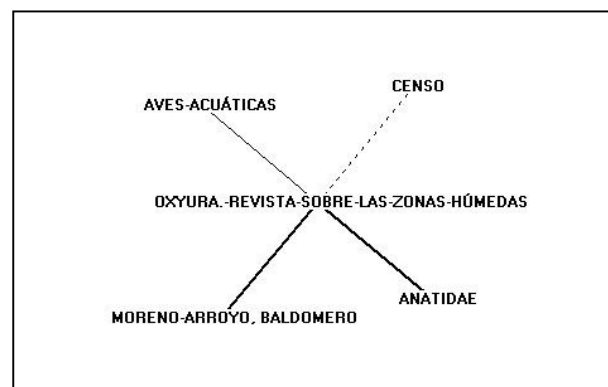 CENSO
AVES-ACUÁTICAS
OXYURA.-REVISTA-SOBRE-LAS-ZONAS-HÚMEDAS
ANATIDAE
MORENO-ARROYO, BALDOMERO